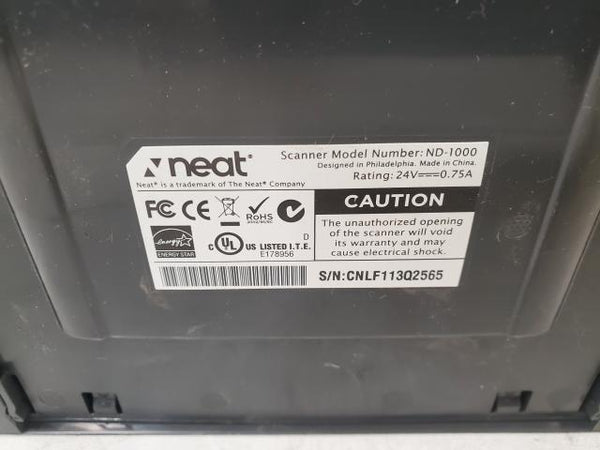 neat®
Scanner Model Number: ND-1000
Designed in Philadelphia. Made in China.
Rating: 24V⎓0.75A
Neat® is a trademark of The Neat® Company
FC CE RoHS
energy
ENERGY STAR
C UL US LISTED I.T.E.
D
E178956
CAUTION
The unauthorized opening
of the scanner will void
its warranty and may
cause electrical shock.
S/N:CNLF113Q2565